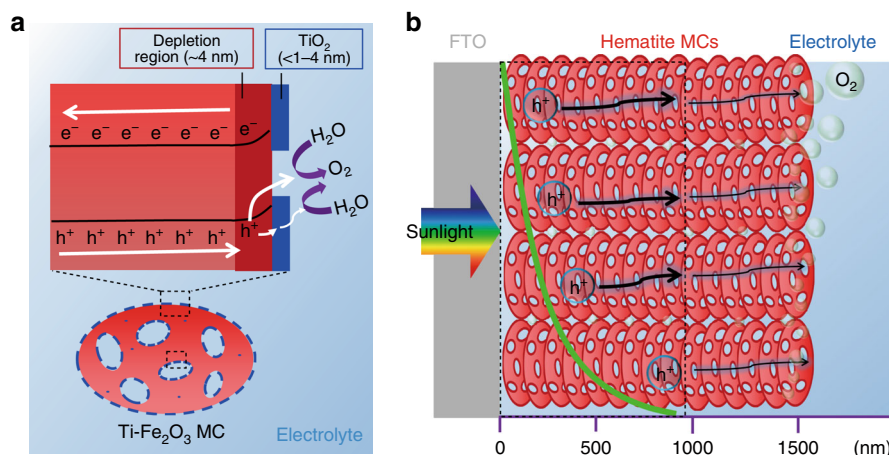 a
Depletion
region (~4 nm)
TiO₂
(<1–4 nm)
e⁻ e⁻ e⁻ e⁻ e⁻ e⁻ e⁻
H₂O
O₂
H₂O
h⁺ h⁺ h⁺ h⁺ h⁺ h⁺ h⁺
Ti-Fe₂O₃ MC
Electrolyte
b
FTO
Hematite MCs
Electrolyte
O₂
h⁺
h⁺
Sunlight
h⁺
h⁺
0 500 1000 1500 (nm)